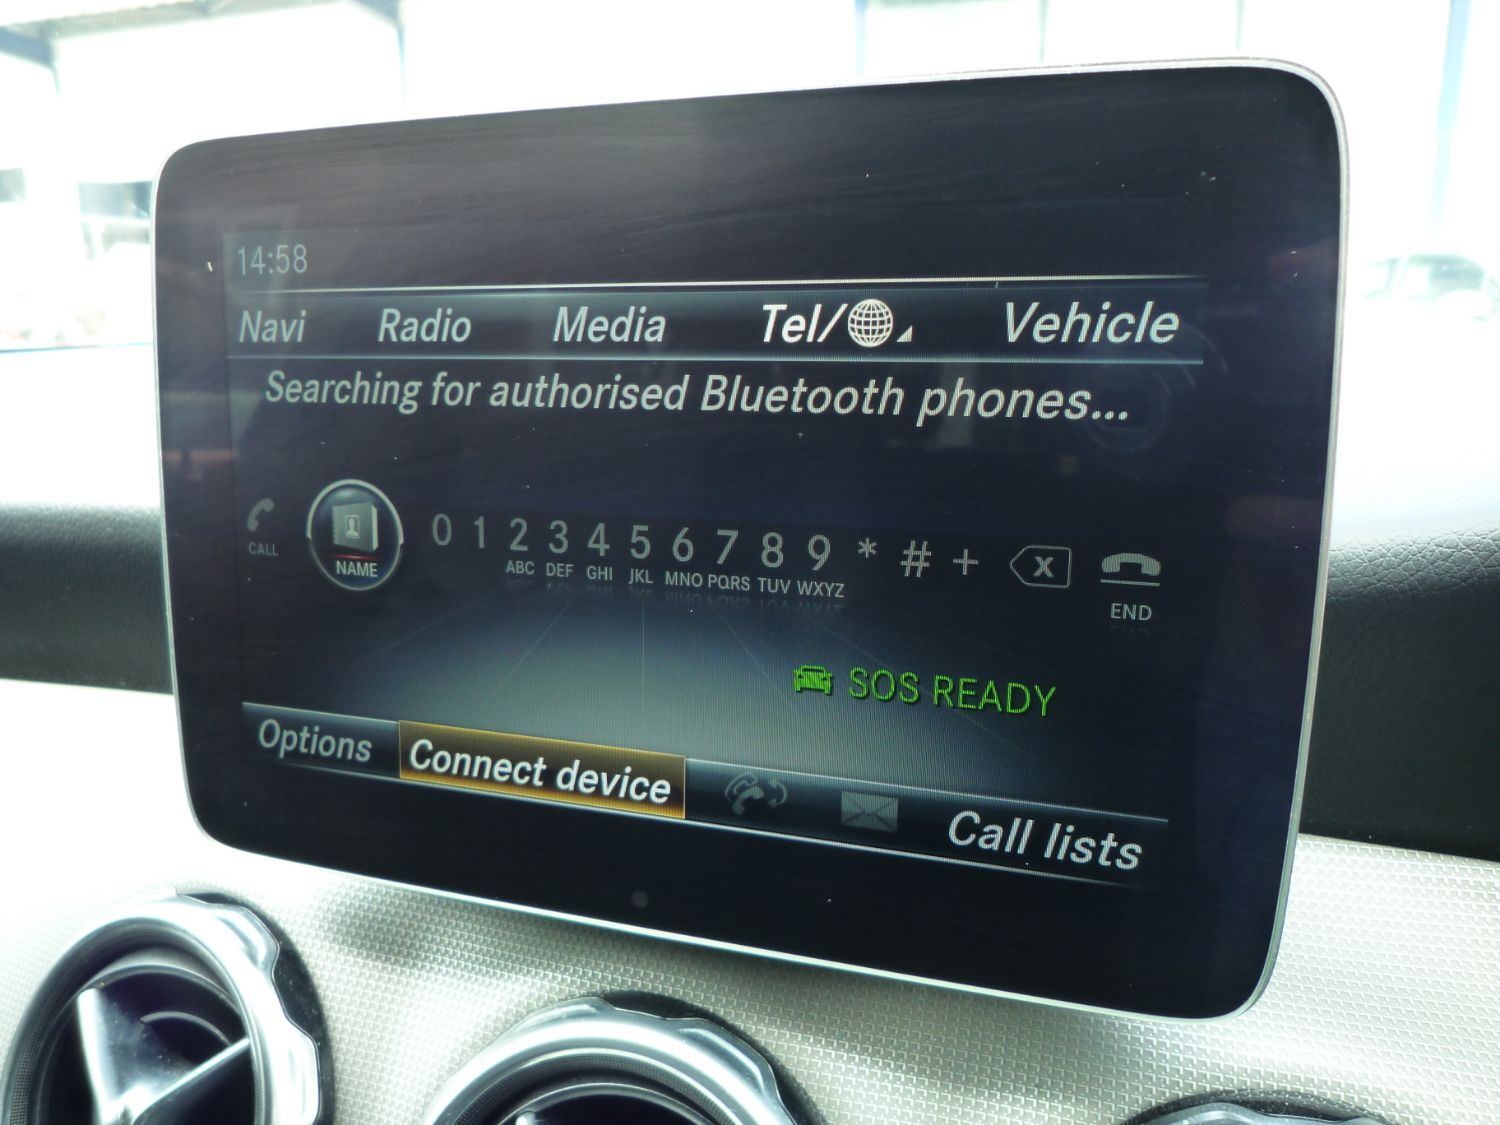 14:58
Navi Radio Media Tel/ Vehicle
Searching for authorised Bluetooth phones...
CALL NAME 0 1 2 3 4 5 6 7 8 9 * # + X END
ABC DEF GHI JKL MNO PQRS TUV WXYZ
SOS READY
Options Connect device Call lists